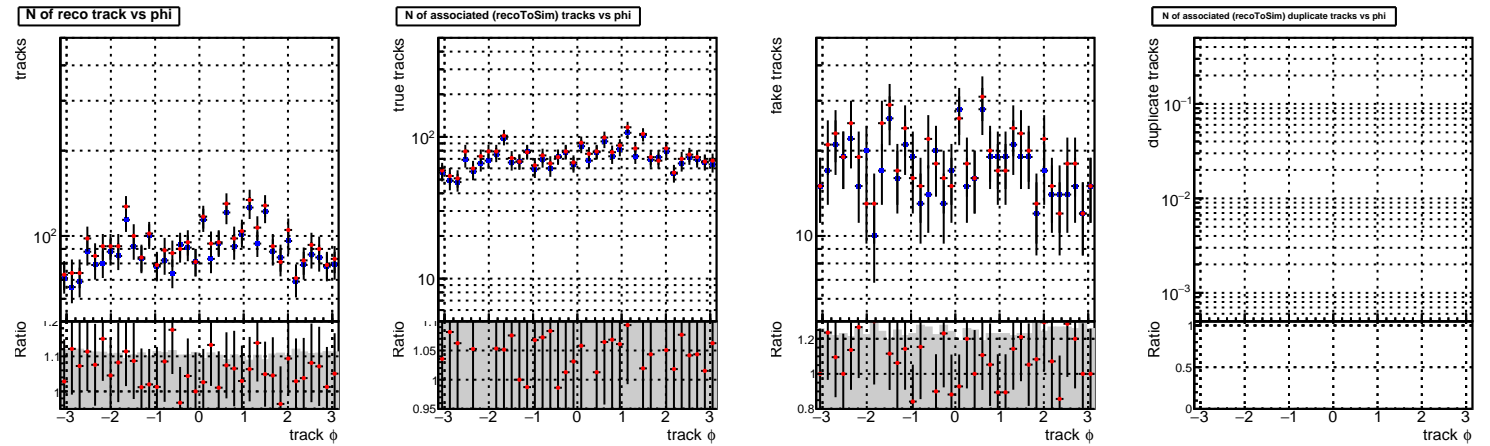 N of reco track vs phi
tracks
10²
Ratio
1.2
1.1
1
−3 −2 −1 0 1 2 3
track ϕ
N of associated (recoToSim) tracks vs phi
true tracks
10²
10
Ratio
1.1
1.05
1
0.95
−3 −2 −1 0 1 2 3
track ϕ
fake tracks
10
Ratio
1.2
1
0.8
−3 −2 −1 0 1 2 3
track ϕ
N of associated (recoToSim) duplicate tracks vs phi
duplicate tracks
10⁻¹
10⁻²
10⁻³
Ratio
1
0.5
0
−3 −2 −1 0 1 2 3
track ϕ